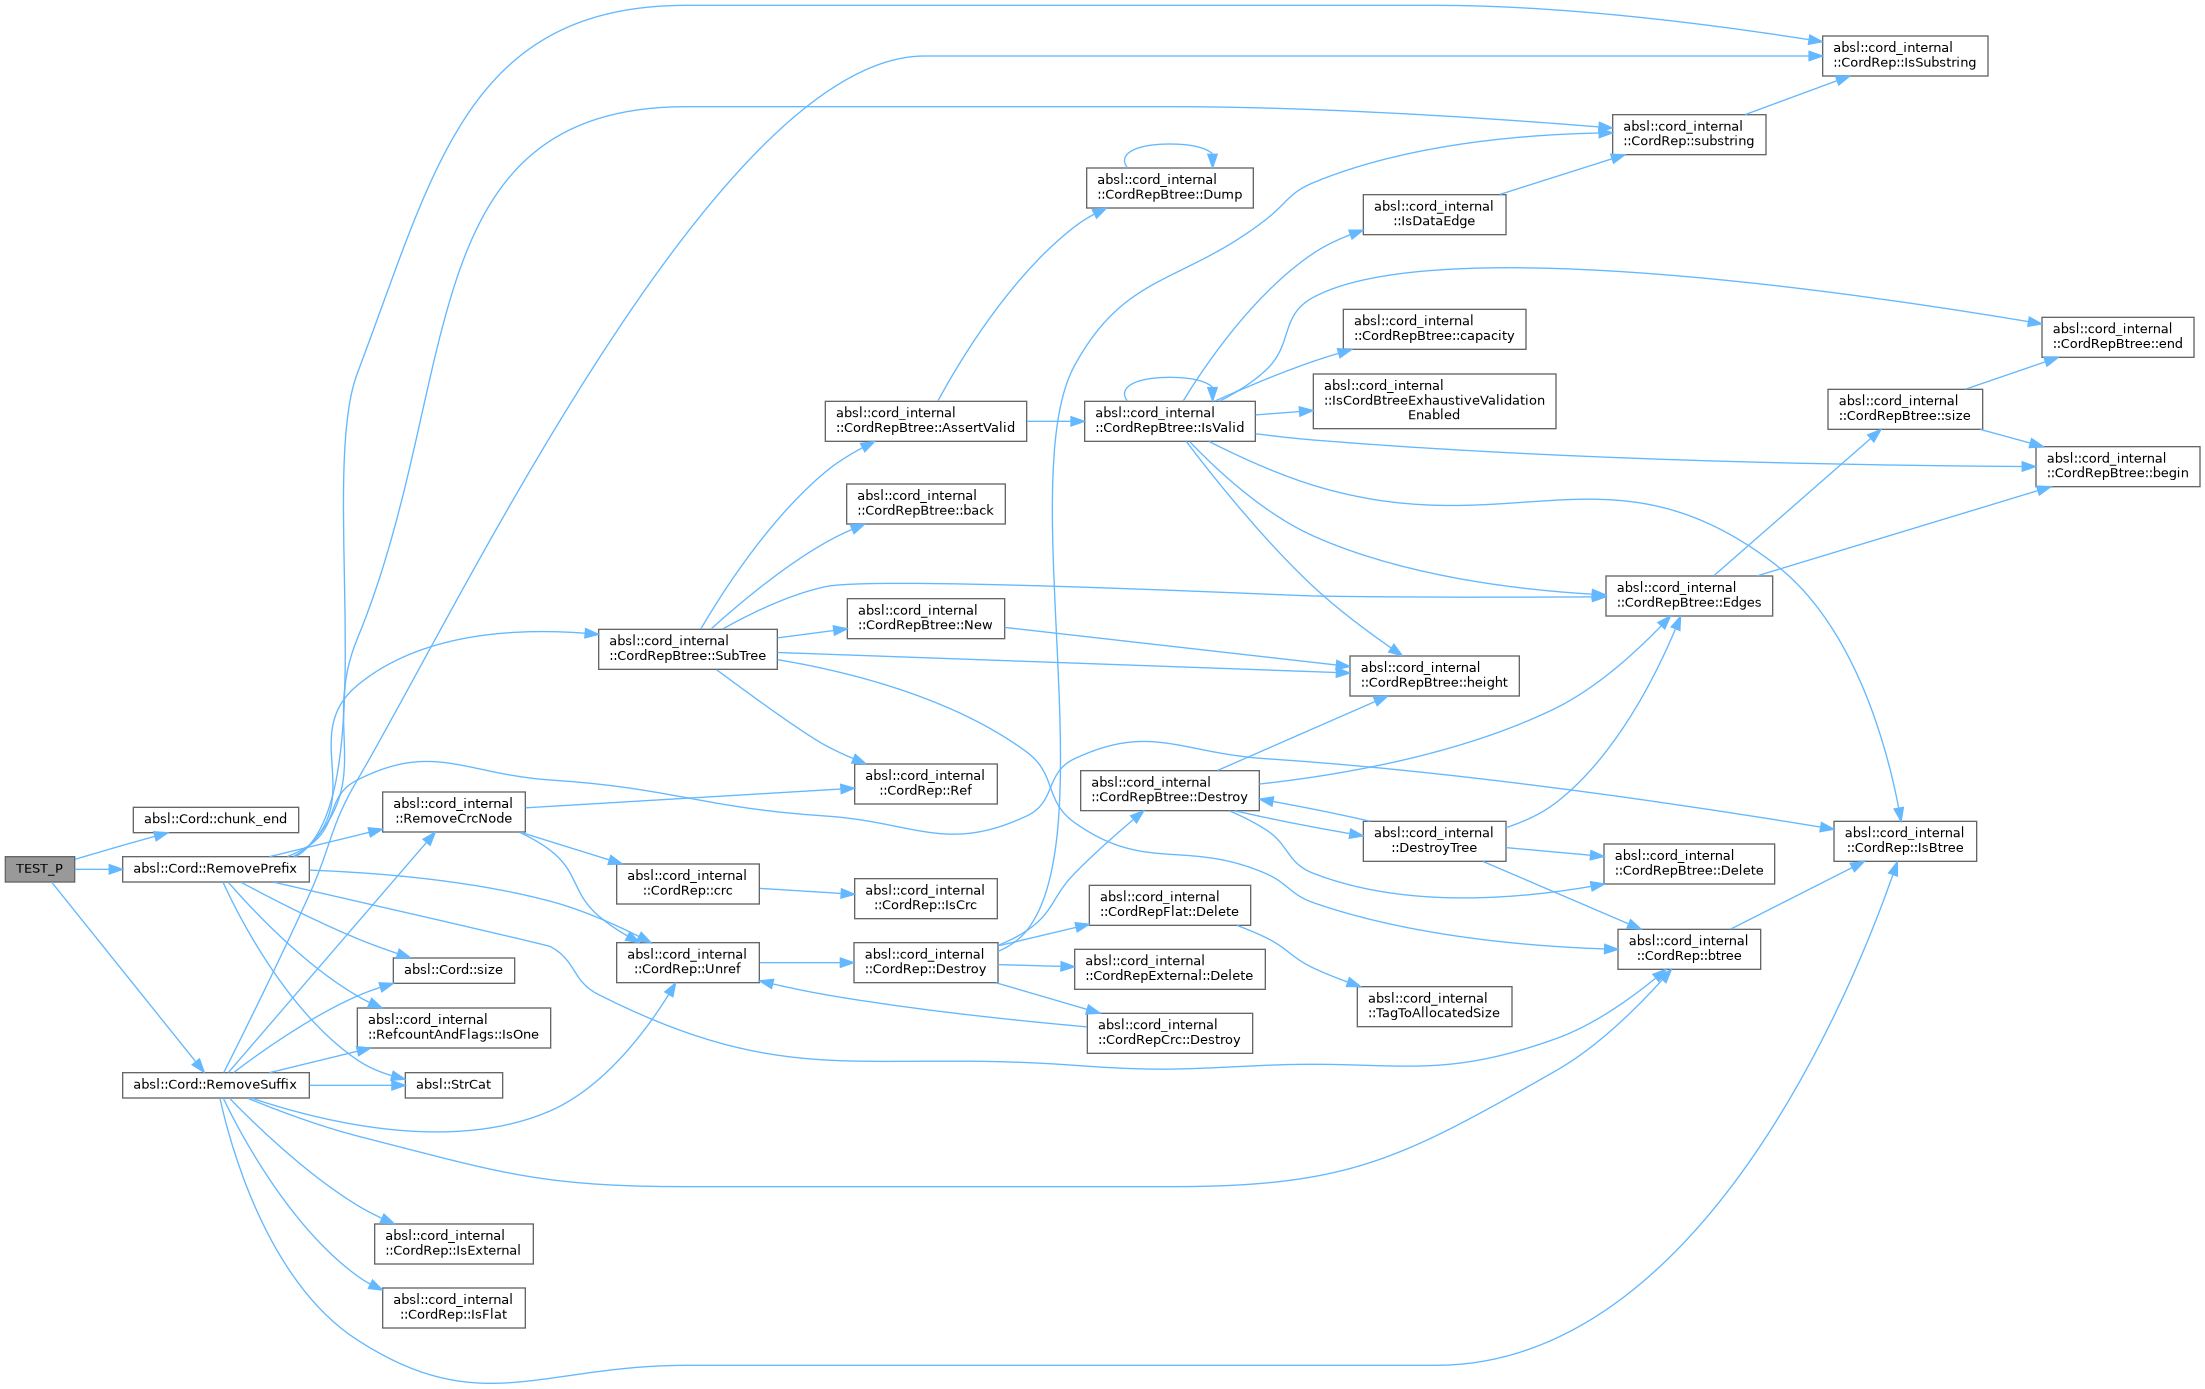 TEST_P
absl::Cord::chunk_end
absl::Cord::RemovePrefix
absl::Cord::RemoveSuffix
absl::cord_internal
::RemoveCrcNode
absl::Cord::size
absl::cord_internal
::RefcountAndFlags::IsOne
absl::StrCat
absl::cord_internal
::CordRep::IsExternal
absl::cord_internal
::CordRep::IsFlat
absl::cord_internal
::CordRepBtree::SubTree
absl::cord_internal
::CordRep::crc
absl::cord_internal
::CordRep::Unref
absl::cord_internal
::CordRepBtree::AssertValid
absl::cord_internal
::CordRepBtree::back
absl::cord_internal
::CordRepBtree::New
absl::cord_internal
::CordRep::Ref
absl::cord_internal
::CordRep::IsCrc
absl::cord_internal
::CordRep::Destroy
absl::cord_internal
::CordRepBtree::Dump
absl::cord_internal
::CordRepBtree::IsValid
absl::cord_internal
::CordRepBtree::Destroy
absl::cord_internal
::CordRepFlat::Delete
absl::cord_internal
::CordRepExternal::Delete
absl::cord_internal
::CordRepCrc::Destroy
absl::cord_internal
::IsDataEdge
absl::cord_internal
::CordRepBtree::capacity
absl::cord_internal
::IsCordBtreeExhaustiveValidation
Enabled
absl::cord_internal
::CordRepBtree::height
absl::cord_internal
::DestroyTree
absl::cord_internal
::TagToAllocatedSize
absl::cord_internal
::CordRep::substring
absl::cord_internal
::CordRepBtree::Edges
absl::cord_internal
::CordRepBtree::Delete
absl::cord_internal
::CordRep::btree
absl::cord_internal
::CordRep::IsSubstring
absl::cord_internal
::CordRepBtree::size
absl::cord_internal
::CordRep::IsBtree
absl::cord_internal
::CordRepBtree::end
absl::cord_internal
::CordRepBtree::begin